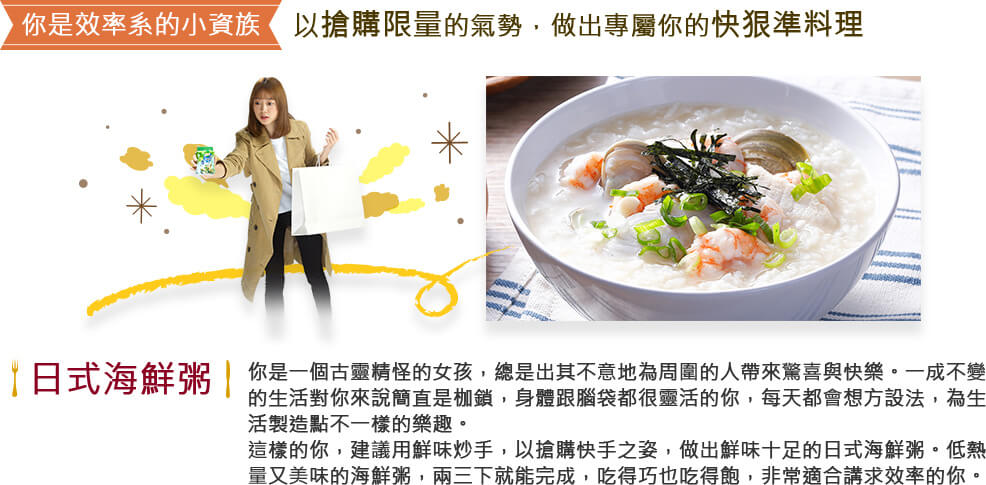 你是效率系的小資族
以搶購限量的氣勢,做出專屬你的快狠準料理
日式海鮮粥
你是一個古靈精怪的女孩,總是出其不意地為周圍的人帶來驚喜與快樂。一成不變
的生活對你來說簡直是枷鎖,身體跟腦袋都很靈活的你,每天都會想方設法,為生
活製造點不一樣的樂趣。
這樣的你,建議用鮮味炒手,以搶購快手之姿,做出鮮味十足的日式海鮮粥。低熱
量又美味的海鮮粥,兩三下就能完成,吃得巧也吃得飽,非常適合講求效率的你。